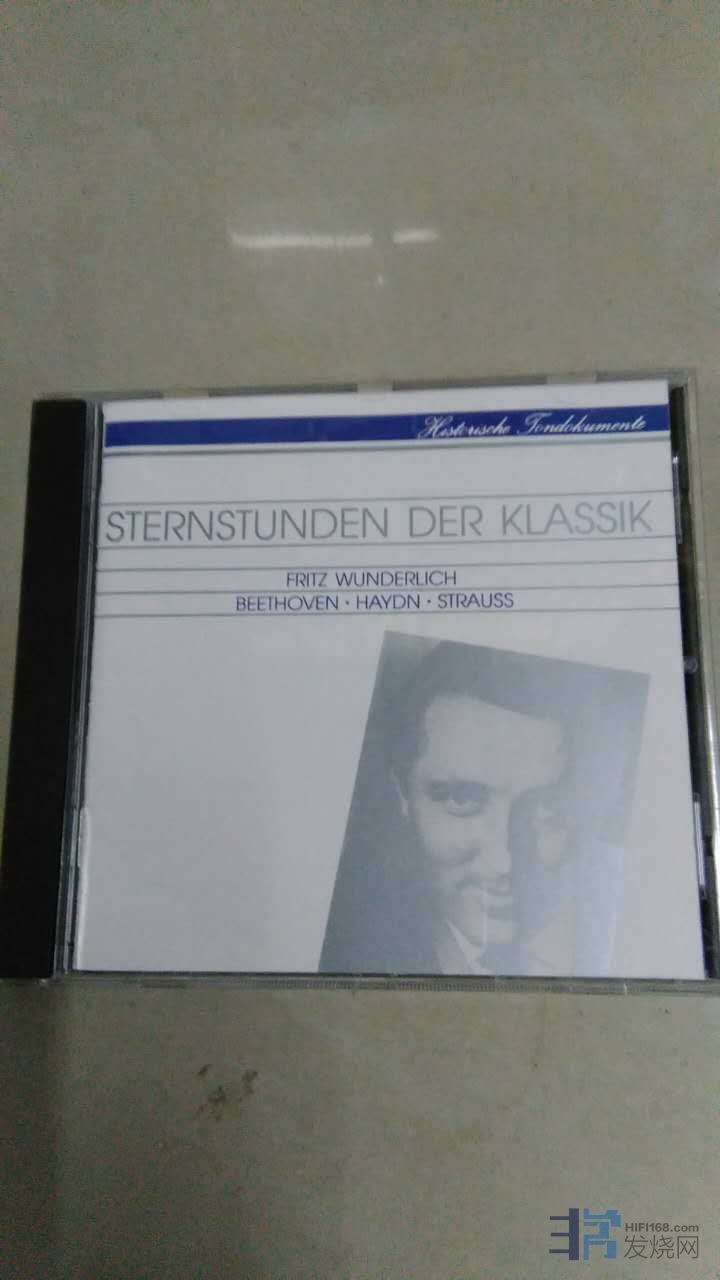 Historische Tondokumente
STERNSTUNDEN DER KLASSIK
FRITZ WUNDERLICH
BEETHOVEN · HAYDN · STRAUSS
HIFI168.com
发烧网